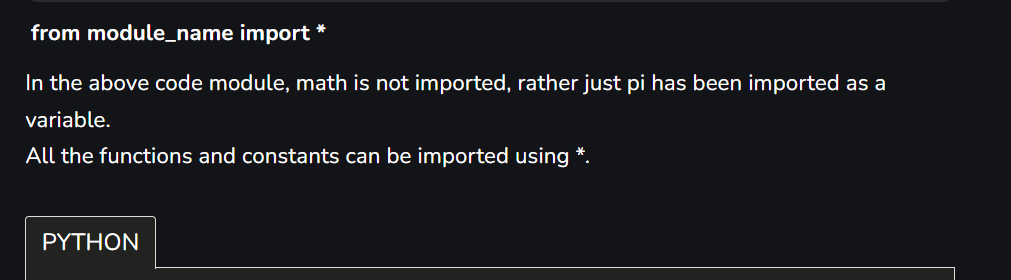 from module_name import *
In the above code module, math is not imported, rather just pi has been imported as a
variable.
All the functions and constants can be imported using *.
PYTHON